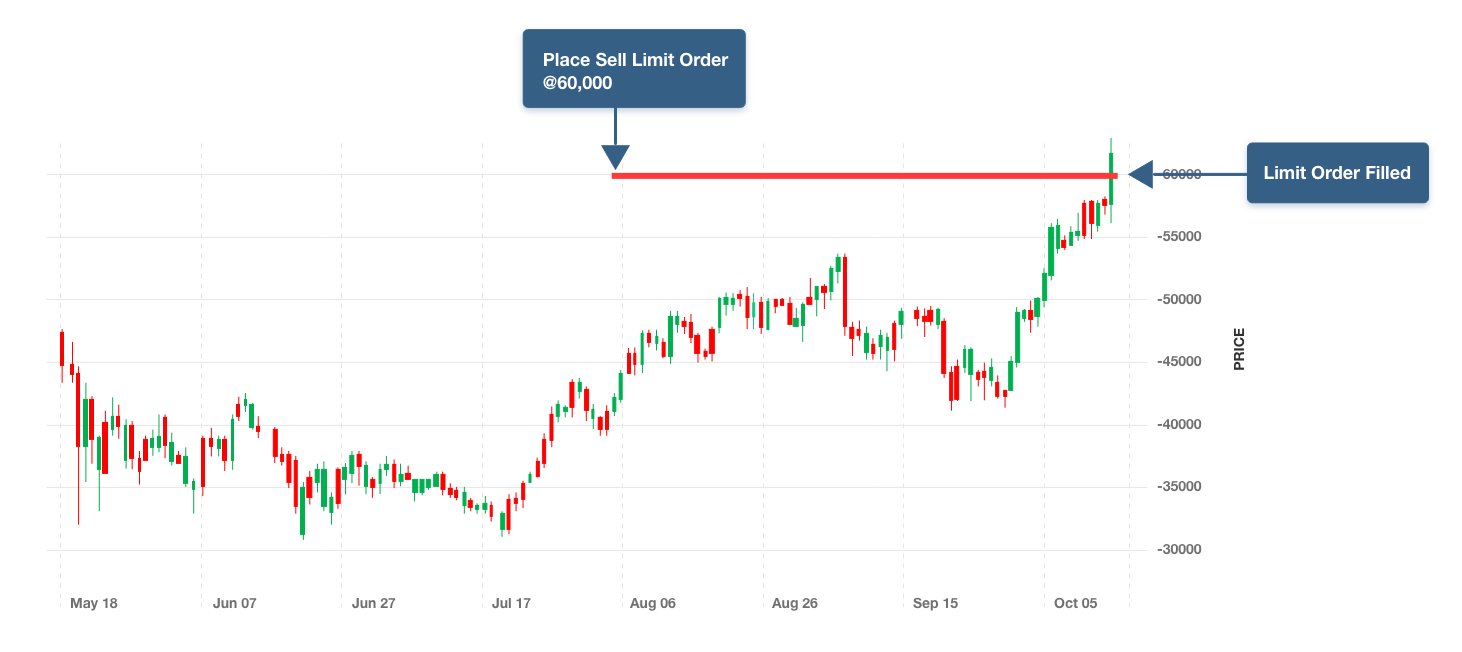 Place Sell Limit Order
@60,000
Limit Order Filled
-60000
-55000
-50000
-45000
-40000
-35000
-30000
PRICE
May 18
Jun 07
Jun 27
Jul 17
Aug 06
Aug 26
Sep 15
Oct 05